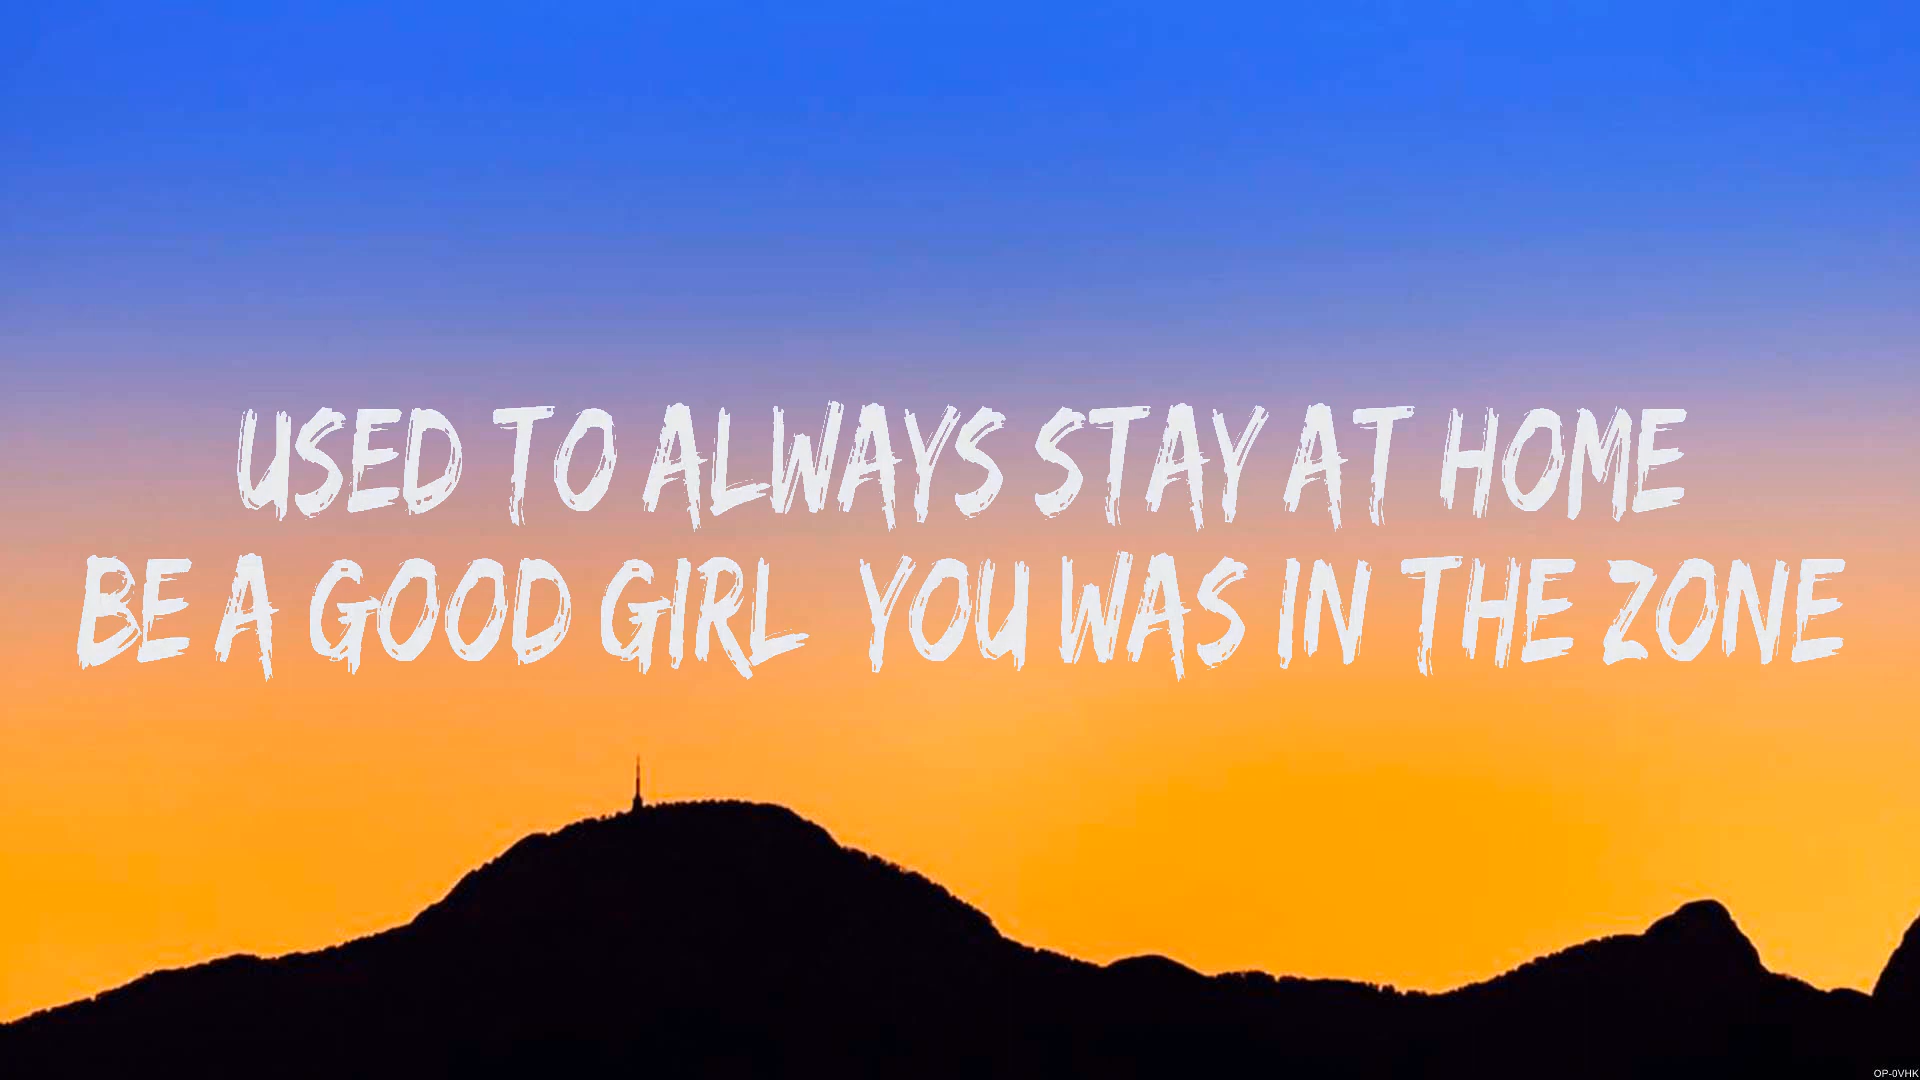 USED TO ALWAYS STAY AT HOME
BE A GOOD GIRL YOU WAS IN THE ZONE
OP-0VHK